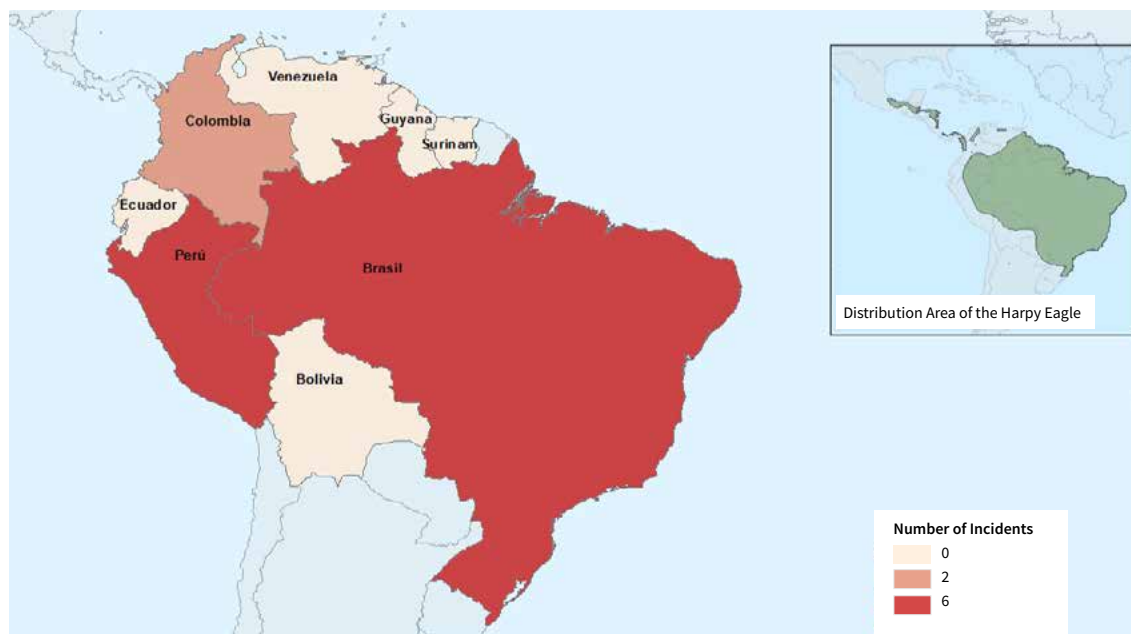 Venezuela
Guyana
Surinam
Colombia
Ecuador
Perú
Brasil
Bolivia
Distribution Area of the Harpy Eagle
Number of Incidents
0
2
6